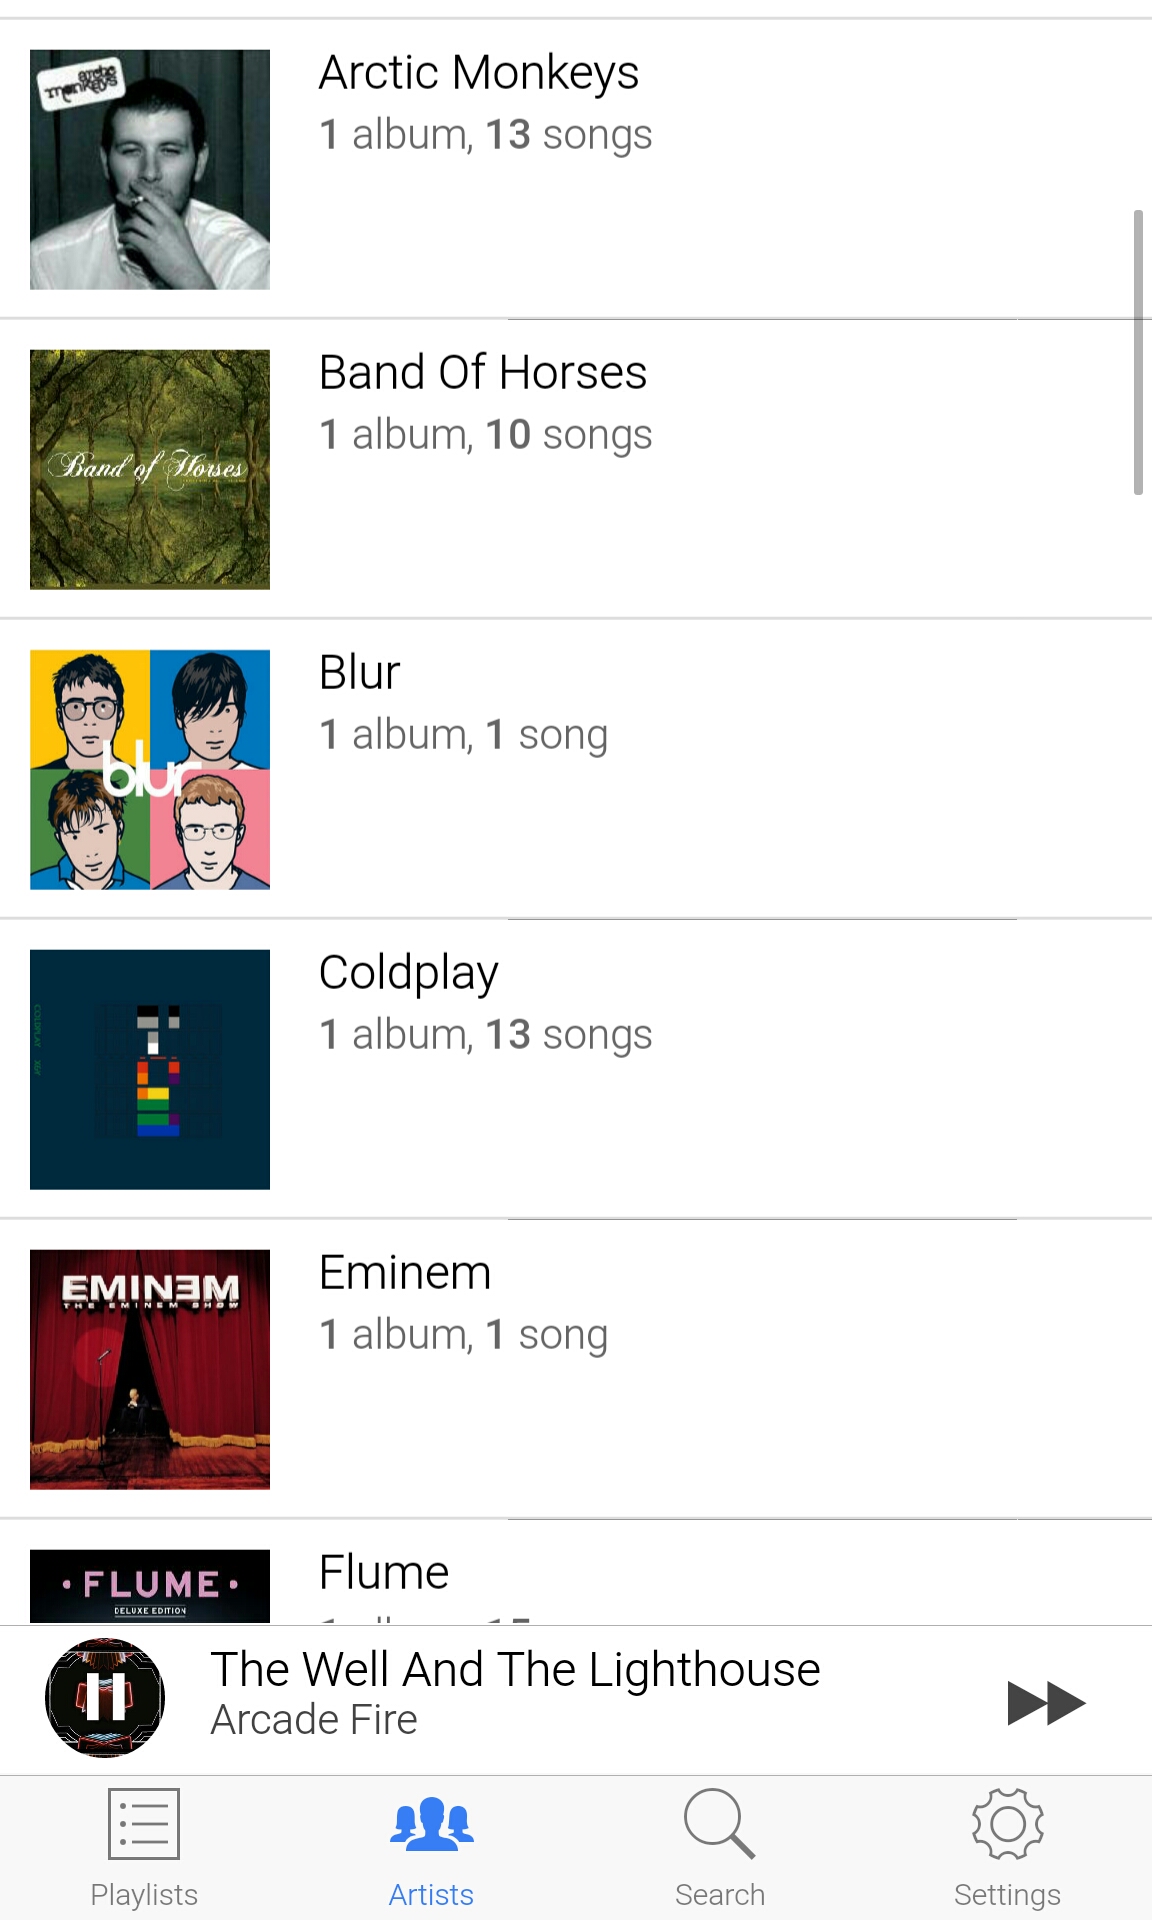 arctic monkeys
Arctic Monkeys
1 album, 13 songs
Band Of Horses
1 album, 10 songs
Band of Horses
Blur
1 album, 1 song
blur
Coldplay
1 album, 13 songs
COLDPLAY X&Y
Eminem
1 album, 1 song
EMINEM
THE EMINEM SHOW
Flume
FLUME
DELUXE EDITION
The Well And The Lighthouse
Arcade Fire
Playlists
Artists
Search
Settings